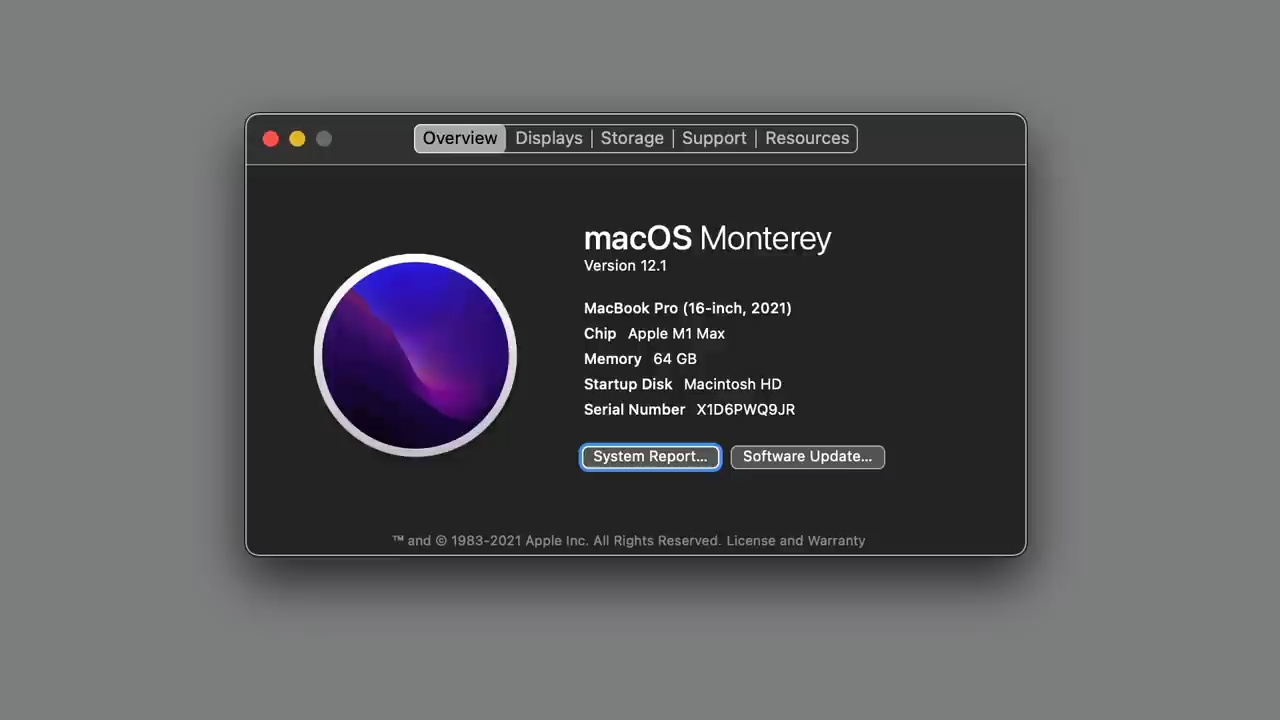 Overview Displays Storage Support Resources
macOS Monterey
Version 12.1
MacBook Pro (16-inch, 2021)
Chip Apple M1 Max
Memory 64 GB
Startup Disk Macintosh HD
Serial Number X1D6PWQ9JR
System Report... Software Update...
™ and © 1983-2021 Apple Inc. All Rights Reserved. License and Warranty